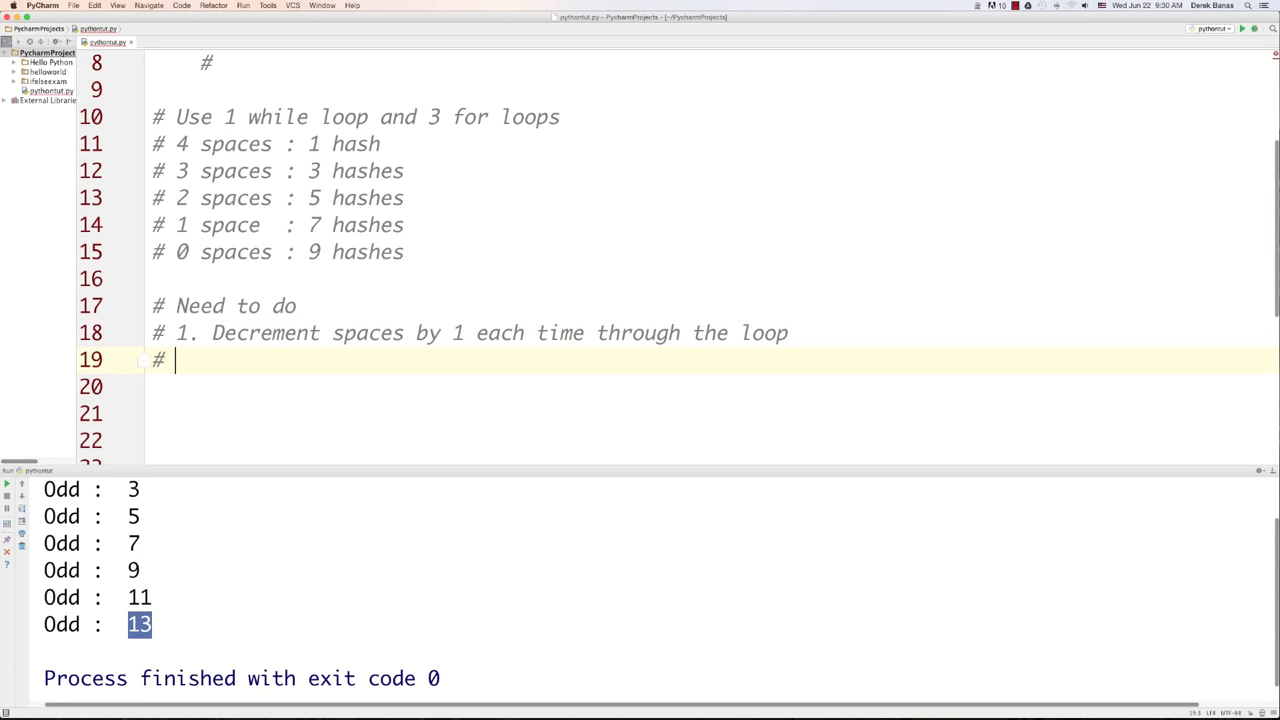 PyCharm File Edit View Navigate Code Refactor Run Tools VCS Window Help 10 Wed Jun 22 9:30 AM Derek Banas
pythontut.py - PycharmProjects - [~/PycharmProjects]
PycharmProjects pythontut.py pythontut
pythontut.py
PycharmProject
Hello Python
helloworld
ifelseexam
pythontut.py
External Librarie
8 #
9
10 # Use 1 while loop and 3 for loops
11 # 4 spaces : 1 hash
12 # 3 spaces : 3 hashes
13 # 2 spaces : 5 hashes
14 # 1 space  : 7 hashes
15 # 0 spaces : 9 hashes
16
17 # Need to do
18 # 1. Decrement spaces by 1 each time through the loop
19 #
20
21
22
Run pythontut
Odd :  3
Odd :  5
Odd :  7
Odd :  9
Odd :  11
Odd :  13
Process finished with exit code 0
19:3 LF UTF-8